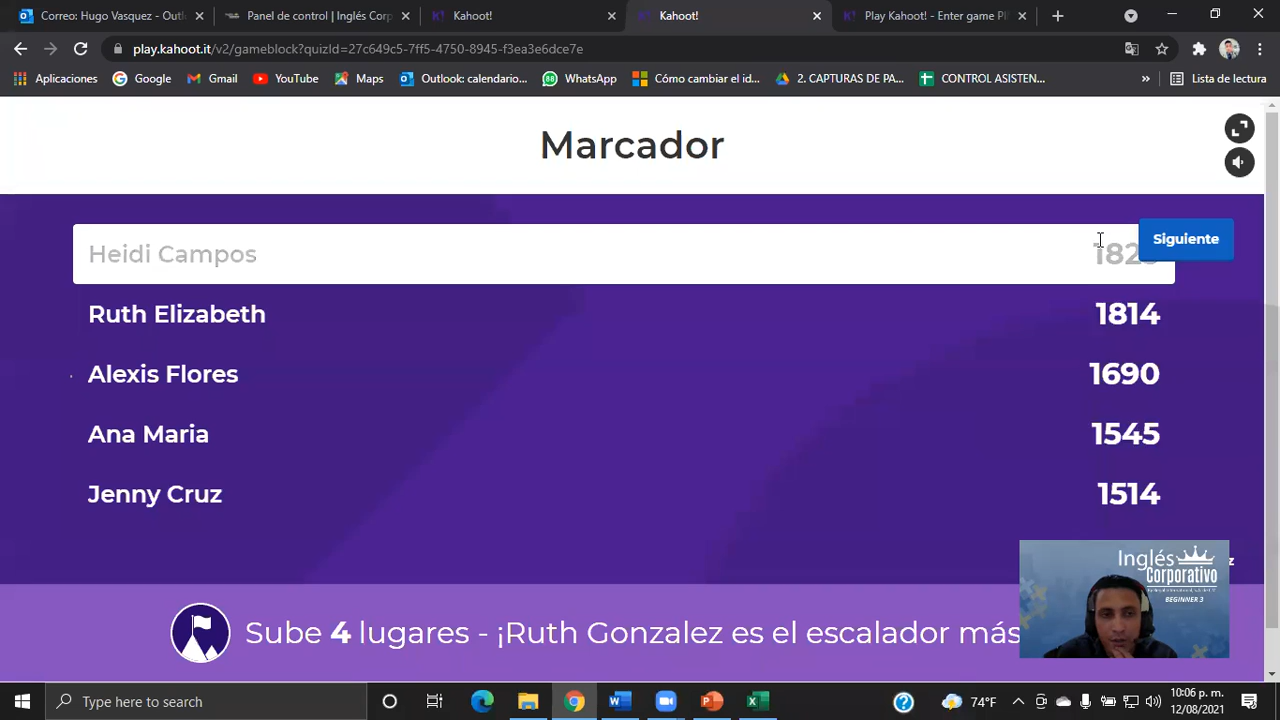 Correo: Hugo Vasquez - Outl
Panel de control | Inglés Corp
Kahoot!
Kahoot!
Play Kahoot! - Enter game PI
play.kahoot.it/v2/gameblock?quizId=27c649c5-7ff5-4750-8945-f3ea3e6dce7e
Aplicaciones
Google
Gmail
YouTube
Maps
Outlook: calendario...
88
WhatsApp
Cómo cambiar el id...
2. CAPTURAS DE PA...
CONTROL ASISTEN...
»
Lista de lectura
Marcador
Siguiente
Heidi Campos
Ruth Elizabeth 1814
Alexis Flores 1690
Ana Maria 1545
Jenny Cruz 1514
Inglés
Corporativo
BEGINNER 3
z
Sube 4 lugares - ¡Ruth Gonzalez es el escalador más
Type here to search
74°F
10:06 p. m.
12/08/2021